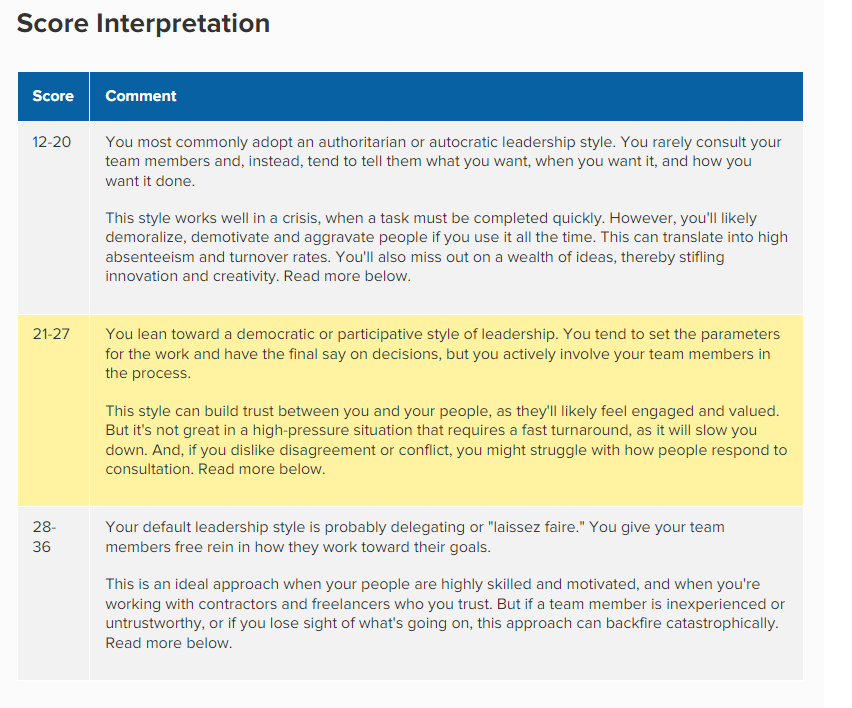 Score Interpretation
Score
Comment
12-20
You most commonly adopt an authoritarian or autocratic leadership style. You rarely consult your
team members and, instead, tend to tell them what you want, when you want it, and how you
want it done.
This style works well in a crisis, when a task must be completed quickly. However, you'll likely
demoralize, demotivate and aggravate people if you use it all the time. This can translate into high
absenteeism and turnover rates. You'll also miss out on a wealth of ideas, thereby stifling
innovation and creativity. Read more below.
21-27
You lean toward a democratic or participative style of leadership. You tend to set the parameters
for the work and have the final say on decisions, but you actively involve your team members in
the process.
This style can build trust between you and your people, as they'll likely feel engaged and valued.
But it's not great in a high-pressure situation that requires a fast turnaround, as it will slow you
down. And, if you dislike disagreement or conflict, you might struggle with how people respond to
consultation. Read more below.
28-
36
Your default leadership style is probably delegating or "laissez faire." You give your team
members free rein in how they work toward their goals.
This is an ideal approach when your people are highly skilled and motivated, and when you're
working with contractors and freelancers who you trust. But if a team member is inexperienced or
untrustworthy, or if you lose sight of what's going on, this approach can backfire catastrophically.
Read more below.